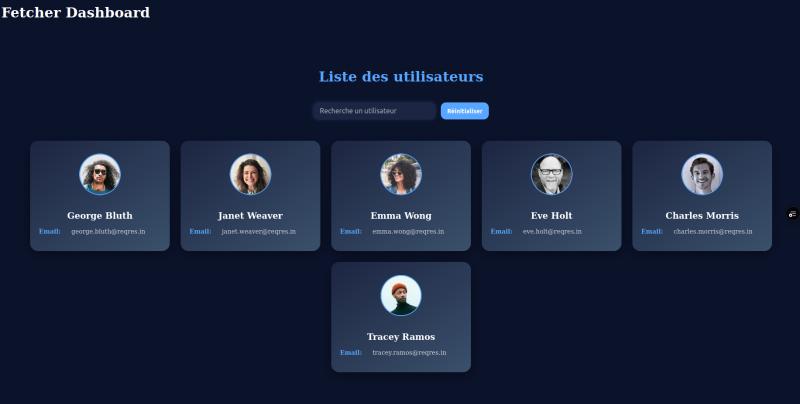 Fetcher Dashboard
Liste des utilisateurs
Recherche un utilisateur
Réinitialiser
George Bluth
Email: george.bluth@reqres.in
Janet Weaver
Email: janet.weaver@reqres.in
Emma Wong
Email: emma.wong@reqres.in
Eve Holt
Email: eve.holt@reqres.in
Charles Morris
Email: charles.morris@reqres.in
Tracey Ramos
Email: tracey.ramos@reqres.in